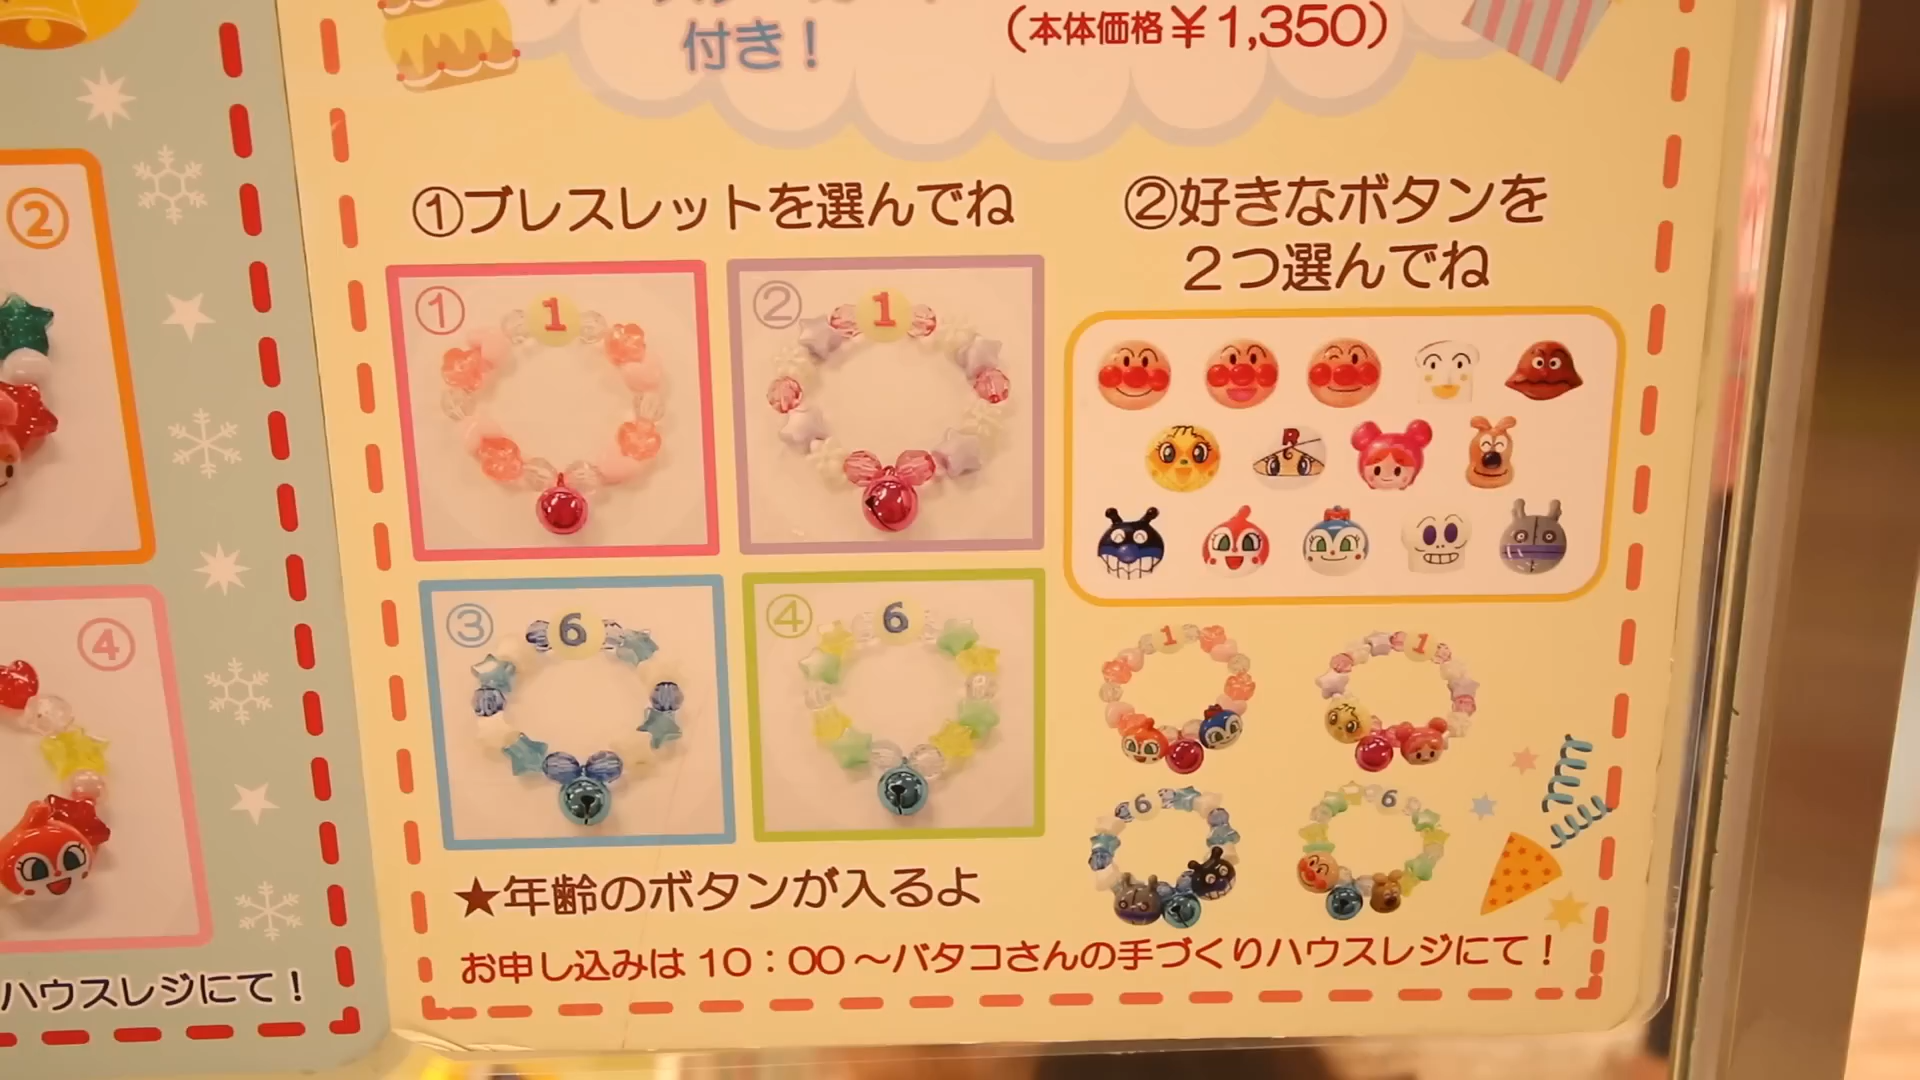 付き！
（本体価格￥1,350）
①ブレスレットを選んでね
②好きなボタンを
２つ選んでね
①
1
②
1
③
6
④
6
R
1
1
6
6
★年齢のボタンが入るよ
お申し込みは 10：00～バタコさんの手づくりハウスレジにて！
②
④
ハウスレジにて！